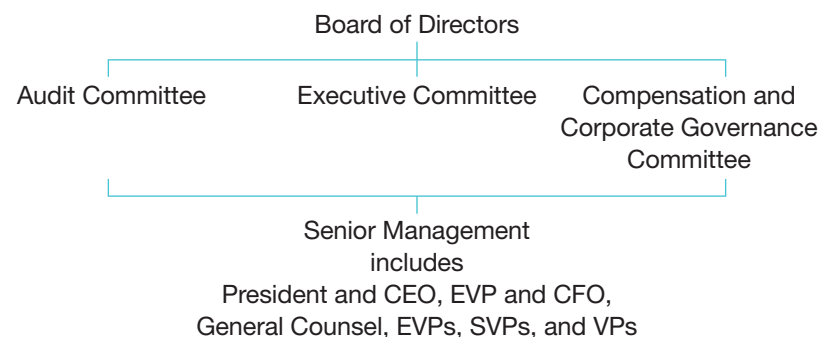 Board of Directors
Audit Committee
Executive Committee
Compensation and
Corporate Governance
Committee
Senior Management
includes
President and CEO, EVP and CFO,
General Counsel, EVPs, SVPs, and VPs